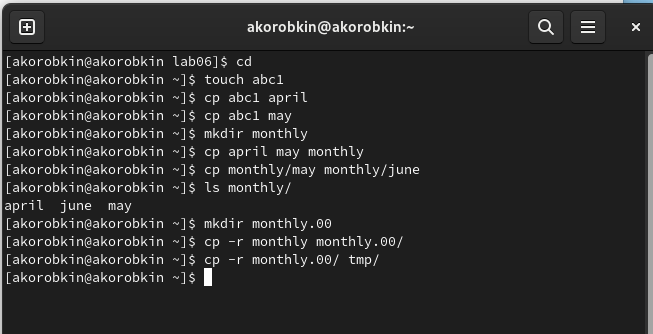 akorobkin@akorobkin:~
[akorobkin@akorobkin lab06]$ cd
[akorobkin@akorobkin ~]$ touch abc1
[akorobkin@akorobkin ~]$ cp abc1 april
[akorobkin@akorobkin ~]$ cp abc1 may
[akorobkin@akorobkin ~]$ mkdir monthly
[akorobkin@akorobkin ~]$ cp april may monthly
[akorobkin@akorobkin ~]$ cp monthly/may monthly/june
[akorobkin@akorobkin ~]$ ls monthly/
april  june  may
[akorobkin@akorobkin ~]$ mkdir monthly.00
[akorobkin@akorobkin ~]$ cp -r monthly monthly.00/
[akorobkin@akorobkin ~]$ cp -r monthly.00/ tmp/
[akorobkin@akorobkin ~]$